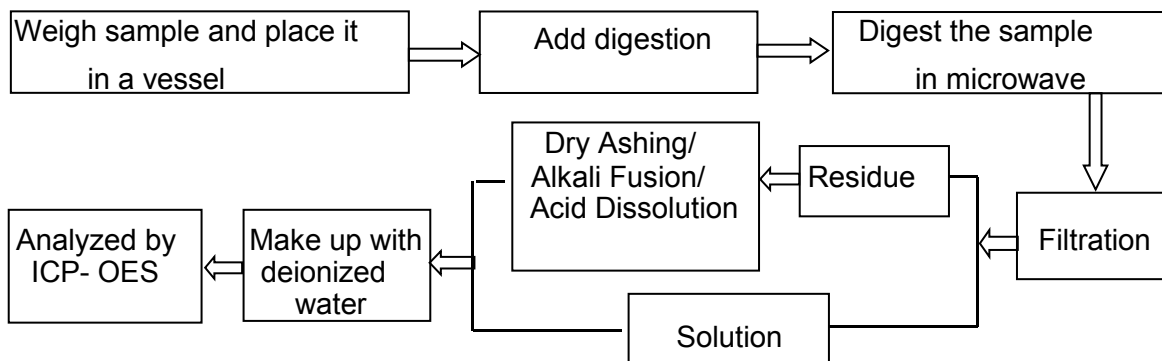 Weigh sample and place it
in a vessel
Add digestion
Digest the sample
in microwave
Dry Ashing/
Alkali Fusion/
Acid Dissolution
Residue
Filtration
Analyzed by
ICP- OES
Make up with
deionized
water
Solution